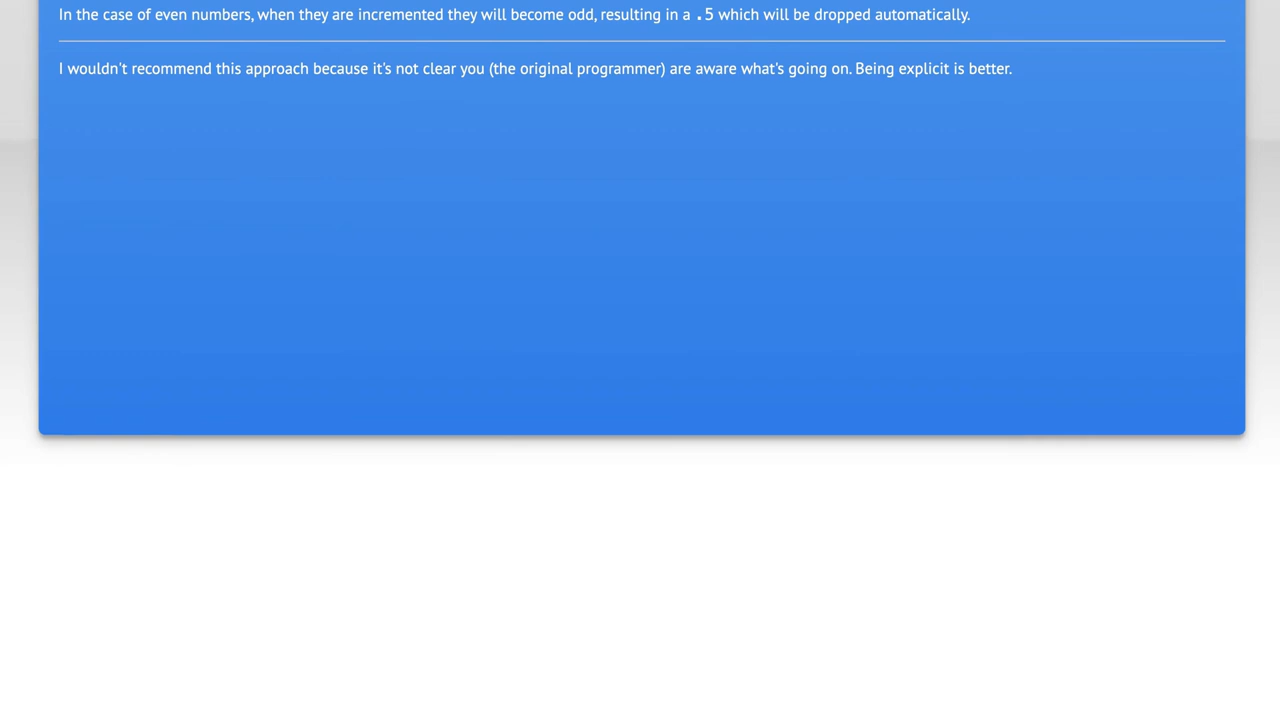 In the case of even numbers, when they are incremented they will become odd, resulting in a .5 which will be dropped automatically.
I wouldn't recommend this approach because it's not clear you (the original programmer) are aware what's going on. Being explicit is better.